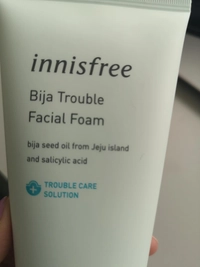 innisfree
Bija Trouble
Facial Foam
bija seed oil from Jeju island
and salicylic acid
TROUBLE CARE
SOLUTION